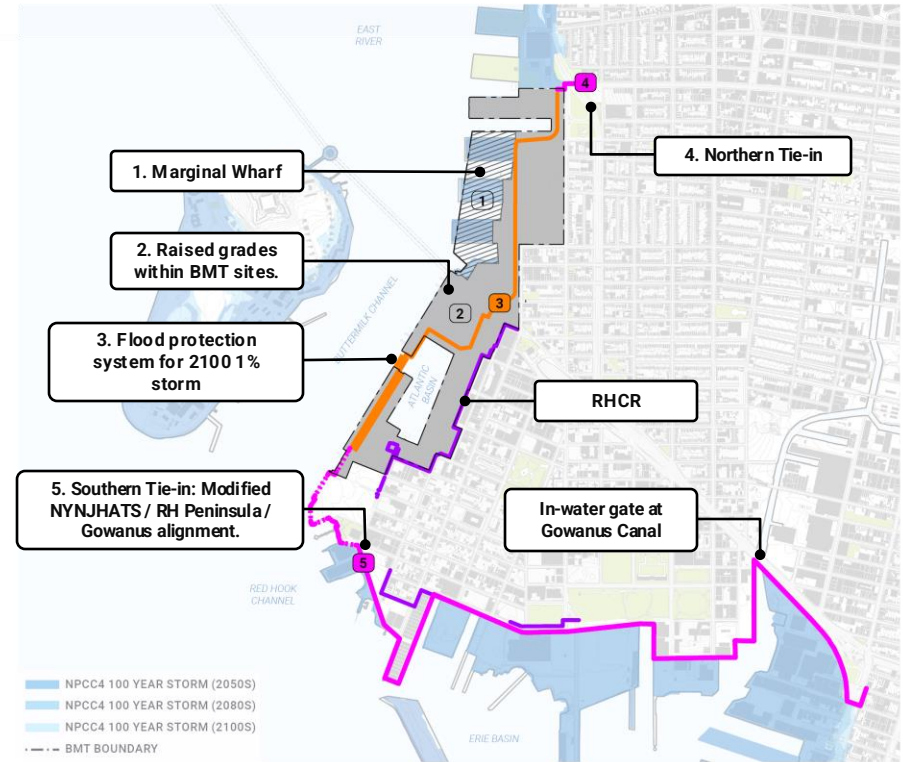 EAST
RIVER
4
4. Northern Tie-in
1. Marginal Wharf
1
2. Raised grades
within BMT sites.
2
3
BUTTERMILK CHANNEL
3. Flood protection
system for 2100 1%
storm
ATLANTIC
BASIN
RHCR
5. Southern Tie-in: Modified
NYNJHATS / RH Peninsula /
Gowanus alignment.
In-water gate at
Gowanus Canal
5
RED HOOK
CHANNEL
NPCC4 100 YEAR STORM (2050S)
NPCC4 100 YEAR STORM (2080S)
NPCC4 100 YEAR STORM (2100S)
BMT BOUNDARY
ERIE BASIN